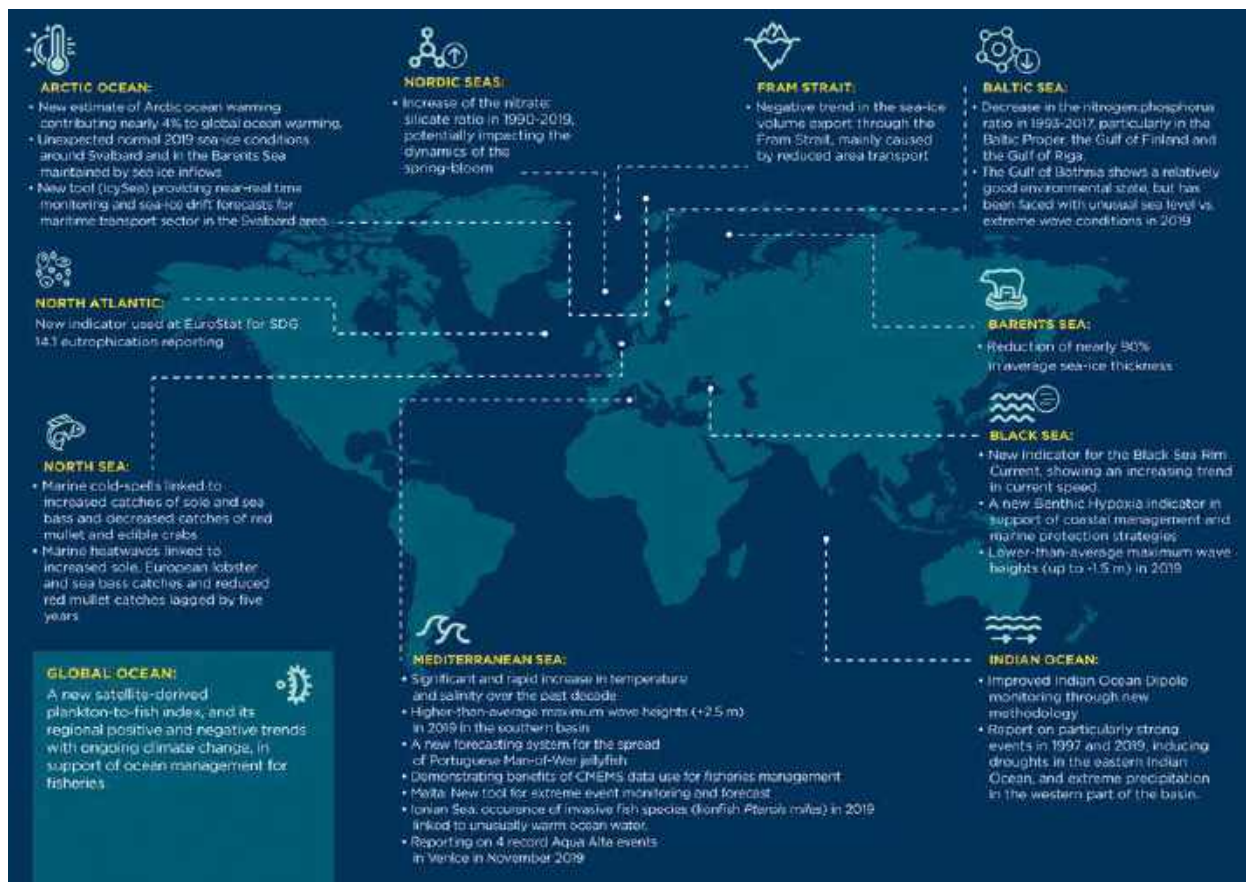 ARCTIC OCEAN:
• New estimate of Arctic ocean warming
contributing nearly 4% to global ocean warming.
• Unexpected normal 2019 sea-ice conditions
around Svalbard and in the Barents Sea
maintained by sea ice inflows
• New tool (IcySea) providing near-real time
monitoring and sea-ice drift forecasts for
maritime transport sector in the Svalbard area.
NORDIC SEAS:
• Increase of the nitrate:
silicate ratio in 1990-2019,
potentially impacting the
dynamics of the
spring-bloom
FRAM STRAIT:
• Negative trend in the sea-ice
volume export through the
Fram Strait, mainly caused
by reduced area transport
BALTIC SEA:
• Decrease in the nitrogen:phosphorus
ratio in 1993-2017, particularly in the
Baltic Proper, the Gulf of Finland and
the Gulf of Riga.
• The Gulf of Bothnia shows a relatively
good environmental state, but has
been faced with unusual sea level vs.
extreme wave conditions in 2019
NORTH ATLANTIC:
New indicator used at EuroStat for SDG
14.1 eutrophication reporting
BARENTS SEA:
• Reduction of nearly 90%
in average sea-ice thickness
NORTH SEA:
• Marine cold-spells linked to
increased catches of sole and sea
bass and decreased catches of red
mullet and edible crabs
• Marine heatwaves linked to
increased sole, European lobster
and sea bass catches and reduced
red mullet catches lagged by five
years
BLACK SEA:
• New indicator for the Black Sea Rim
Current, showing an increasing trend
in current speed.
• A new Benthic Hypoxia indicator in
support of coastal management and
marine protection strategies
• Lower-than-average maximum wave
heights (up to -1.5 m) in 2019
GLOBAL OCEAN:
A new satellite-derived
plankton-to-fish index, and its
regional positive and negative trends
with ongoing climate change, in
support of ocean management for
fisheries
MEDITERRANEAN SEA:
• Significant and rapid increase in temperature
and salinity over the past decade
• Higher-than-average maximum wave heights (+2.5 m)
in 2019 in the southern basin
• A new forecasting system for the spread
of Portuguese Man-of-War jellyfish
• Demonstrating benefits of CMEMS data use for fisheries management
• Malta: New tool for extreme event monitoring and forecast
• Ionian Sea: occurence of invasive fish species (lionfish Pterois miles) in 2019
linked to unusually warm ocean water.
• Reporting on 4 record Aqua Alta events
in Venice in November 2019
INDIAN OCEAN:
• Improved Indian Ocean Dipole
monitoring through new
methodology
• Report on particularly strong
events in 1997 and 2019, inducing
droughts in the eastern Indian
Ocean, and extreme precipitation
in the western part of the basin.